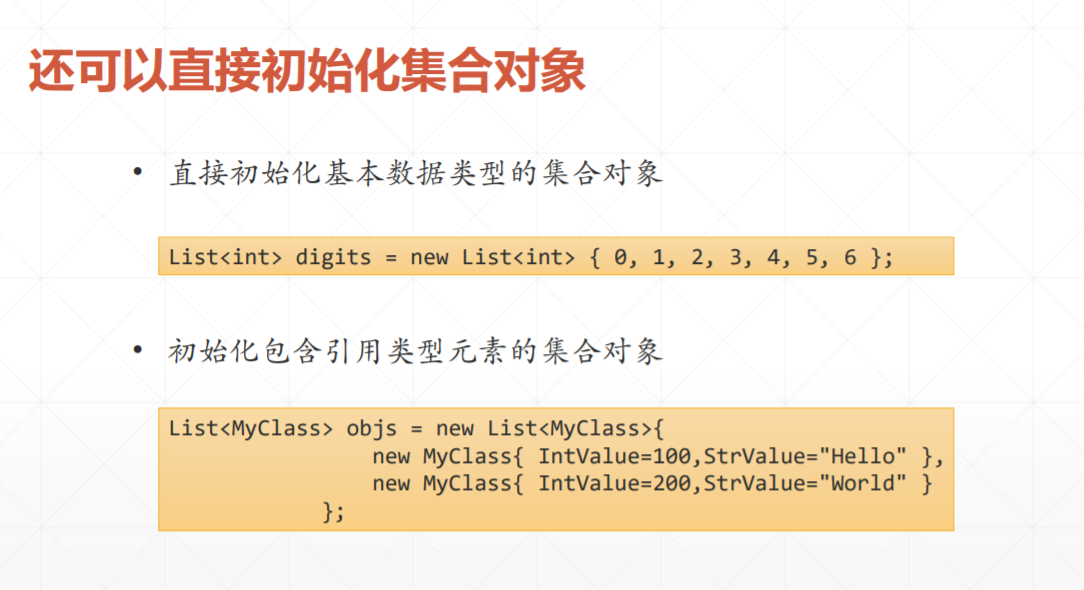 还可以直接初始化集合对象
• 直接初始化基本数据类型的集合对象
List<int> digits = new List<int> { 0, 1, 2, 3, 4, 5, 6 };
• 初始化包含引用类型元素的集合对象
List<MyClass> objs = new List<MyClass>{
new MyClass{ IntValue=100,StrValue="Hello" },
new MyClass{ IntValue=200,StrValue="World" }
};